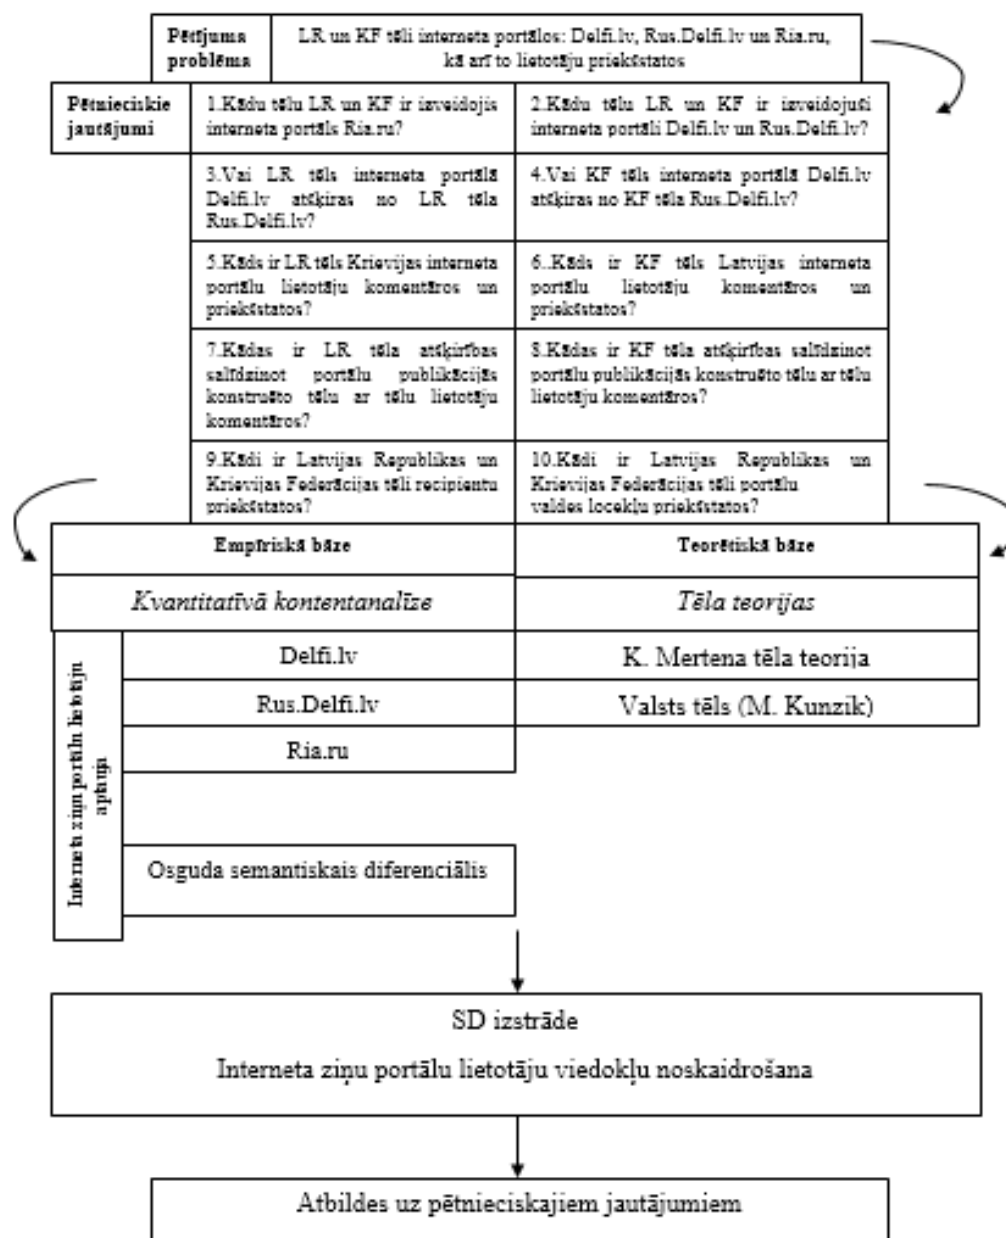 Pētījuma
problēma
LR un KF tēli interneta portālos: Delfi.lv, Rus.Delfi.lv un Ria.ru,
kā arī to lietotāju priekšstatos
Pētnieciskie
jautājumi
1.Kādu tēlu LR un KF ir izveidojis
interneta portāls Ria.ru?
2.Kādu tēlu LR un KF ir izveidojuši
interneta portāli Delfi.lv un Rus.Delfi.lv?
3.Vai LR tēls interneta portālā
Delfi.lv atšķiras no LR tēla
Rus.Delfi.lv?
4.Vai KF tēls interneta portālā Delfi.lv
atšķiras no KF tēla Rus.Delfi.lv?
5.Kāds ir LR tēls Krievijas interneta
portālu lietotāju komentāros un
priekšstatos?
6..Kāds ir KF tēls Latvijas interneta
portālu lietotāju komentāros un
priekšstatos?
7.Kādas ir LR tēla atšķirības
salīdzinot portālu publikācijās
konstruēto tēlu ar tēlu lietotāju
komentāros?
8.Kādas ir KF tēla atšķirības salīdzinot
portālu publikācijās konstruēto tēlu ar tēlu
lietotāju komentāros?
9.Kādi ir Latvijas Republikas un
Krievijas Federācijas tēli recipientu
priekšstatos?
10.Kādi ir Latvijas Republikas un
Krievijas Federācijas tēli portālu
valdes locekļu priekšstatos?
Empīriskā bāze
Teorētiskā bāze
Kvantitatīvā kontentanalīze
Tēla teorijas
Interneta ziņu portālu lietotāju
aptauja
Delfi.lv
K. Mertena tēla teorija
Rus.Delfi.lv
Valsts tēls (M. Kunzik)
Ria.ru
Osguda semantiskais diferenciālis
SD izstrāde
Interneta ziņu portālu lietotāju viedokļu noskaidrošana
Atbildes uz pētnieciskajiem jautājumiem